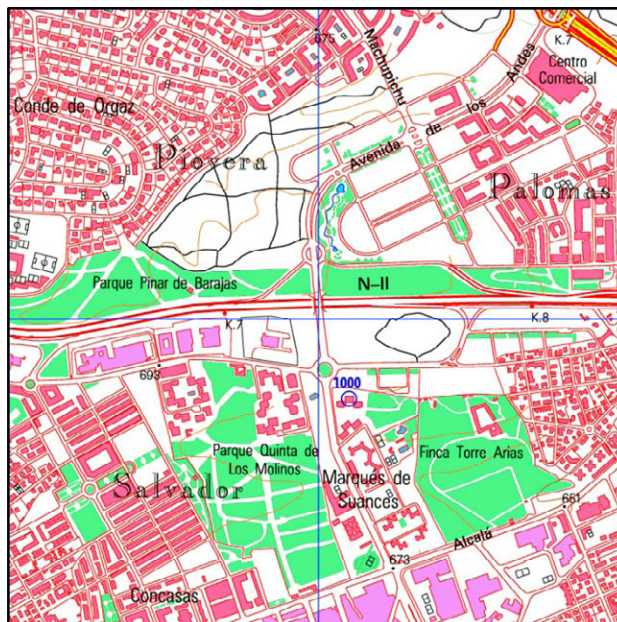 675
Machupichu
K.7
Centro
Comercial
Andes
los
de
Avenida
Conde de Orgaz
Piovera
Palomas
Parque Pinar de Barajas
N-II
K.7
K.8
693
1000
Parque Quinta de
Los Molinos
Finca Torre Arias
Marqués de
Suances
Salvador
661
Alcalá
673
Concasas